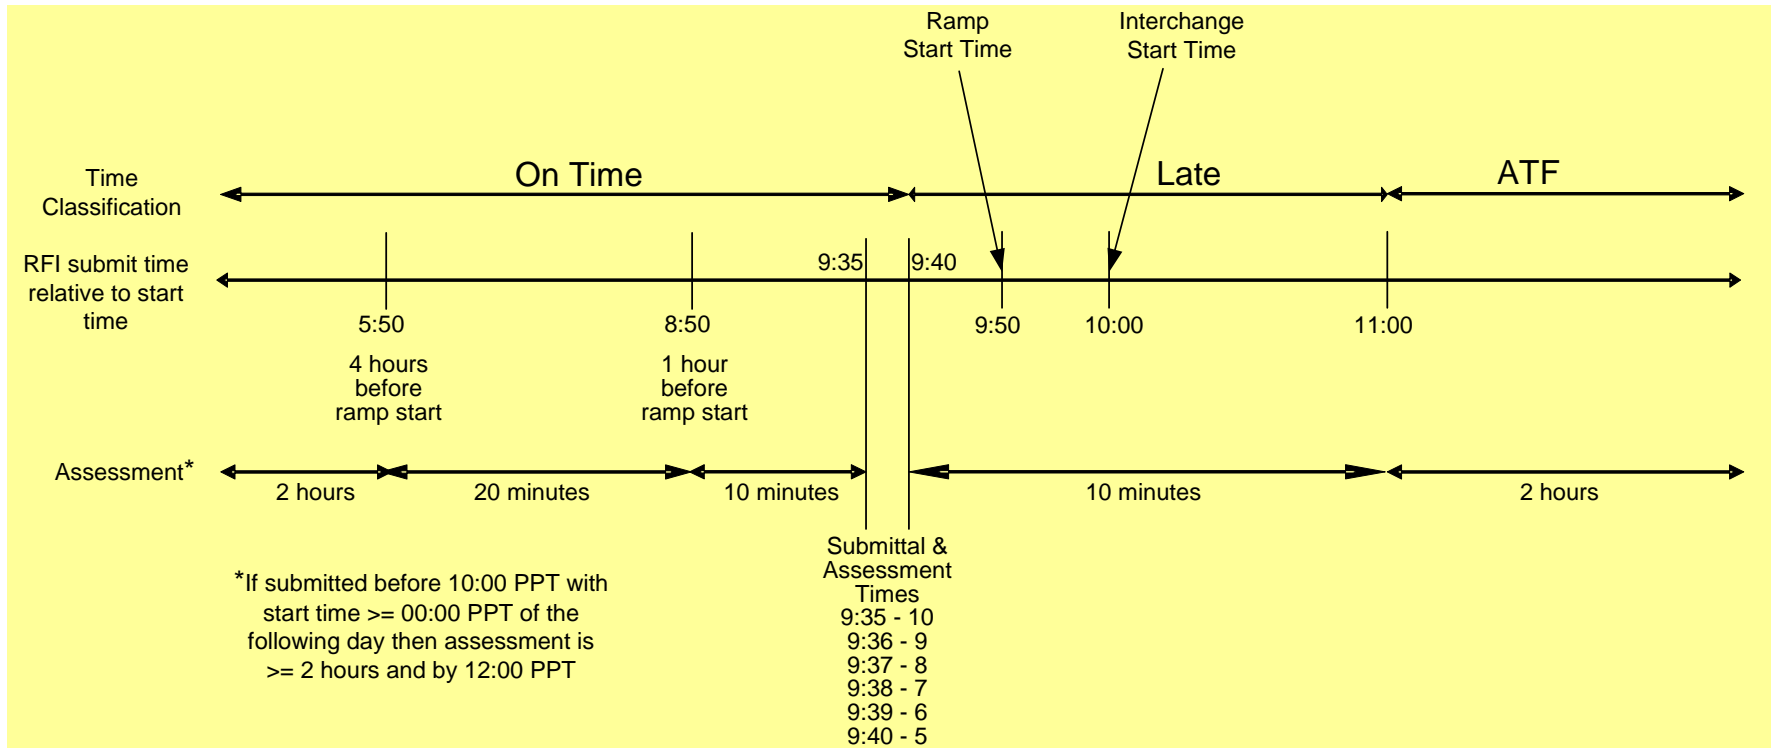 Ramp
Start Time
Interchange
Start Time
Time
Classification
On Time
Late
ATF
RFI submit time
relative to start
time
9:35
9:40
5:50
8:50
9:50
10:00
11:00
4 hours
before
ramp start
1 hour
before
ramp start
Assessment*
2 hours
20 minutes
10 minutes
10 minutes
2 hours
*If submitted before 10:00 PPT with
start time >= 00:00 PPT of the
following day then assessment is
>= 2 hours and by 12:00 PPT
Submittal &
Assessment
Times
9:35 - 10
9:36 - 9
9:37 - 8
9:38 - 7
9:39 - 6
9:40 - 5